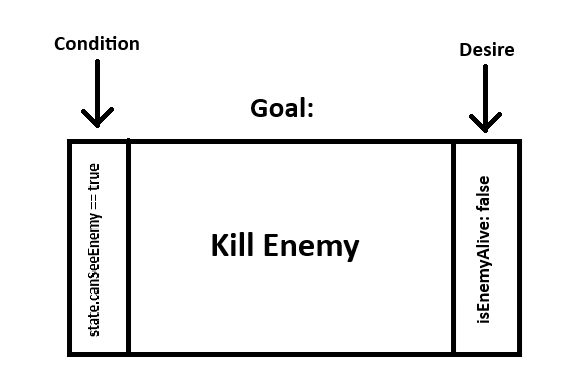 Condition
Desire
Goal:
state.canSeeEnemy == true
Kill Enemy
isEnemyAlive: false